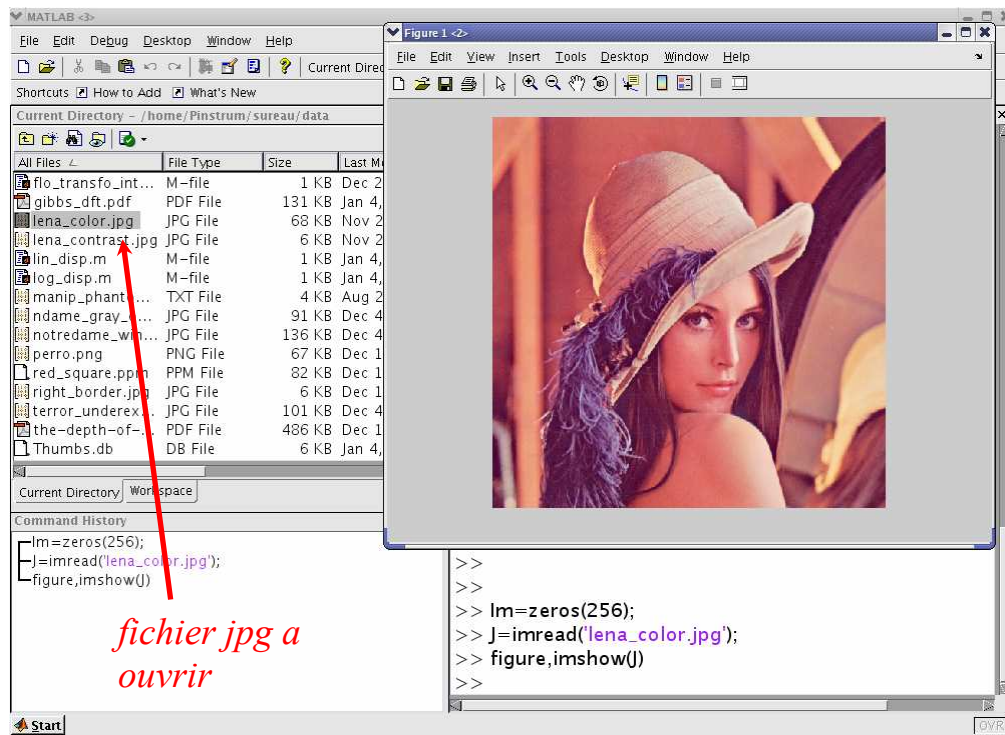 MATLAB <3>
File Edit Debug Desktop Window Help
Current Direc
Shortcuts How to Add What's New
Current Directory - /home/Pinstrum/sureau/data
All Files File Type Size Last Mo
flo_transfo_int... M-file 1 KB Dec 2
gibbs_dft.pdf PDF File 131 KB Jan 4,
lena_color.jpg JPG File 68 KB Nov 2
lena_contrast.jpg JPG File 6 KB Nov 2
lin_disp.m M-file 1 KB Jan 4,
log_disp.m M-file 1 KB Jan 4,
manip_phanto... TXT File 4 KB Aug 2
ndame_gray_ ... JPG File 91 KB Dec 4
notredame_win... JPG File 136 KB Dec 4
perro.png PNG File 67 KB Dec 1
red_square.ppm PPM File 82 KB Dec 1
right_border.jpg JPG File 6 KB Dec 1
terror_underex... JPG File 101 KB Dec 4
the-depth-of-... PDF File 486 KB Dec 1
Thumbs.db DB File 6 KB Jan 4,
Current Directory Workspace
Command History
Im=zeros(256);
J=imread('lena_color.jpg');
figure,imshow(J)
fichier jpg a
ouvrir
Figure 1 <2>
File Edit View Insert Tools Desktop Window Help
>>
>>
>> Im=zeros(256);
>> J=imread('lena_color.jpg');
>> figure,imshow(J)
>>
Start
OVR